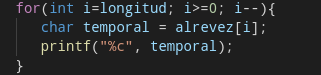 for(int i=longitud; i>=0; i--){
char temporal = alrevez[i];
printf("%c", temporal);
}